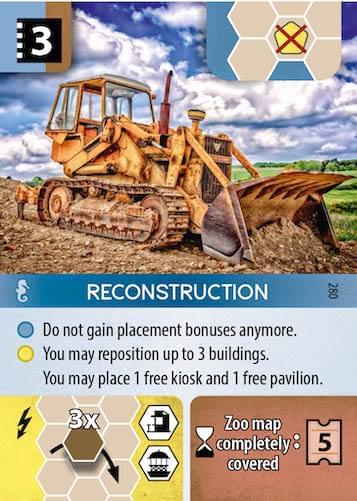 3
RECONSTRUCTION
280
Do not gain placement bonuses anymore.
You may reposition up to 3 buildings.
You may place 1 free kiosk and 1 free pavilion.
3x
Zoo map
completely:
covered
5